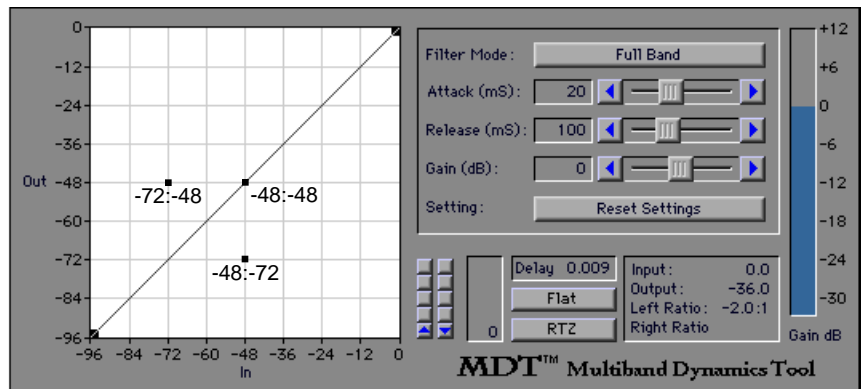 0
-12
-24
-36
Out -48
-60
-72
-84
-96
-96 -84 -72 -60 -48 -36 -24 -12 0
In
-72:-48
-48:-48
-48:-72
Filter Mode: Full Band
Attack (mS): 20
Release (mS): 100
Gain (dB): 0
Setting: Reset Settings
0
Delay 0.009
Flat
RTZ
Input: 0.0
Output: -36.0
Left Ratio: -2.0:1
Right Ratio
+12
+6
0
-6
-12
-18
-24
-30
Gain dB
MDT™ Multiband Dynamics Tool